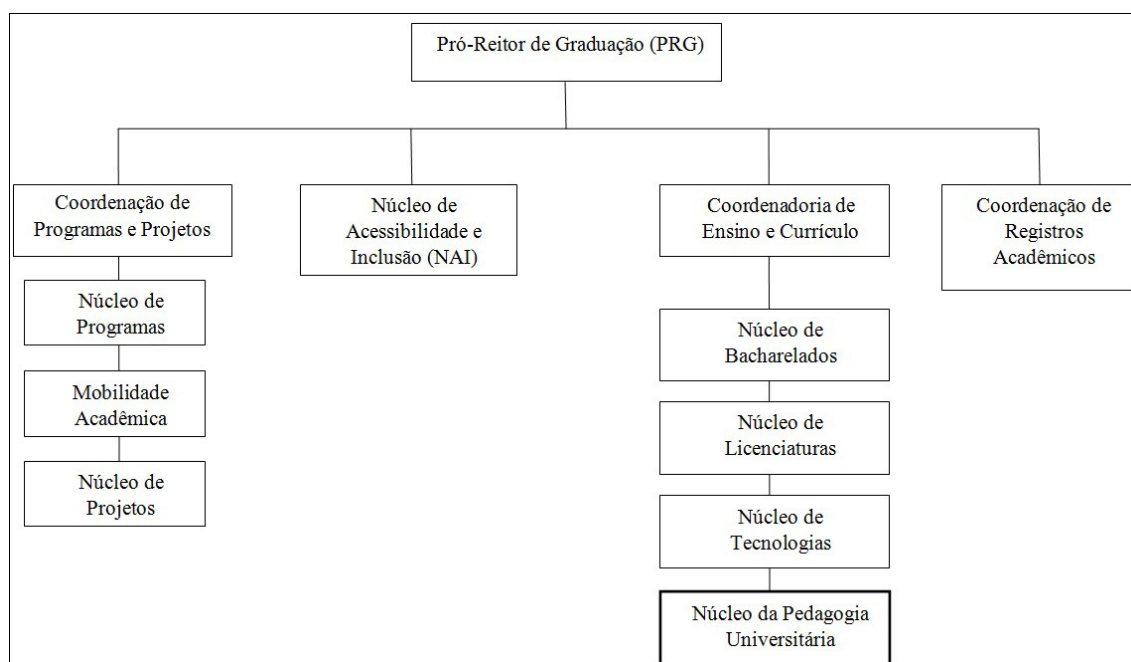 Pró-Reitor de Graduação (PRG)
Coordenação de
Programas e Projetos
Núcleo de
Acessibilidade e
Inclusão (NAI)
Coordenadoria de
Ensino e Currículo
Coordenação de
Registros
Acadêmicos
Núcleo de
Programas
Mobilidade
Acadêmica
Núcleo de
Projetos
Núcleo de
Bacharelados
Núcleo de
Licenciaturas
Núcleo de
Tecnologias
Núcleo da Pedagogia
Universitária